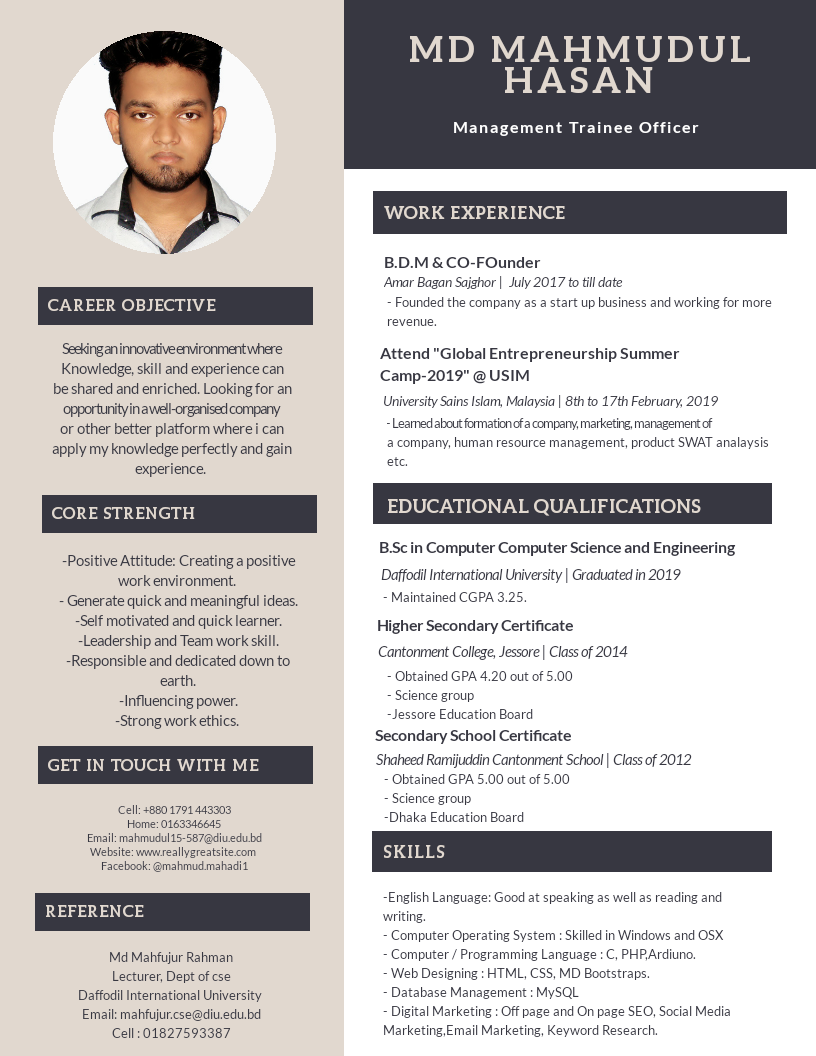 MD MAHMUDUL
HASAN
Management Trainee Officer
CAREER OBJECTIVE
Seeking an innovative environment where
Knowledge, skill and experience can
be shared and enriched. Looking for an
opportunity in a well-organised company
or other better platform where i can
apply my knowledge perfectly and gain
experience.
CORE STRENGTH
-Positive Attitude: Creating a positive
work environment.
- Generate quick and meaningful ideas.
-Self motivated and quick learner.
-Leadership and Team work skill.
-Responsible and dedicated down to
earth.
-Influencing power.
-Strong work ethics.
GET IN TOUCH WITH ME
Cell: +880 1791 443303
Home: 0163346645
Email: mahmudul15-587@diu.edu.bd
Website: www.reallygreatsite.com
Facebook: @mahmud.mahadi1
REFERENCE
Md Mahfujur Rahman
Lecturer, Dept of cse
Daffodil International University
Email: mahfujur.cse@diu.edu.bd
Cell : 01827593387
WORK EXPERIENCE
B.D.M & CO-FOunder
Amar Bagan Sajghor | July 2017 to till date
- Founded the company as a start up business and working for more
revenue.
Attend "Global Entrepreneurship Summer
Camp-2019" @ USIM
University Sains Islam, Malaysia | 8th to 17th February, 2019
- Learned about formation of a company, marketing, management of
a company, human resource management, product SWAT analaysis
etc.
EDUCATIONAL QUALIFICATIONS
B.Sc in Computer Computer Science and Engineering
Daffodil International University | Graduated in 2019
- Maintained CGPA 3.25.
Higher Secondary Certificate
Cantonment College, Jessore | Class of 2014
- Obtained GPA 4.20 out of 5.00
- Science group
-Jessore Education Board
Secondary School Certificate
Shaheed Ramijuddin Cantonment School | Class of 2012
- Obtained GPA 5.00 out of 5.00
- Science group
-Dhaka Education Board
SKILLS
-English Language: Good at speaking as well as reading and
writing.
- Computer Operating System : Skilled in Windows and OSX
- Computer / Programming Language : C, PHP,Ardiuno.
- Web Designing : HTML, CSS, MD Bootstraps.
- Database Management : MySQL
- Digital Marketing : Off page and On page SEO, Social Media
Marketing,Email Marketing, Keyword Research.